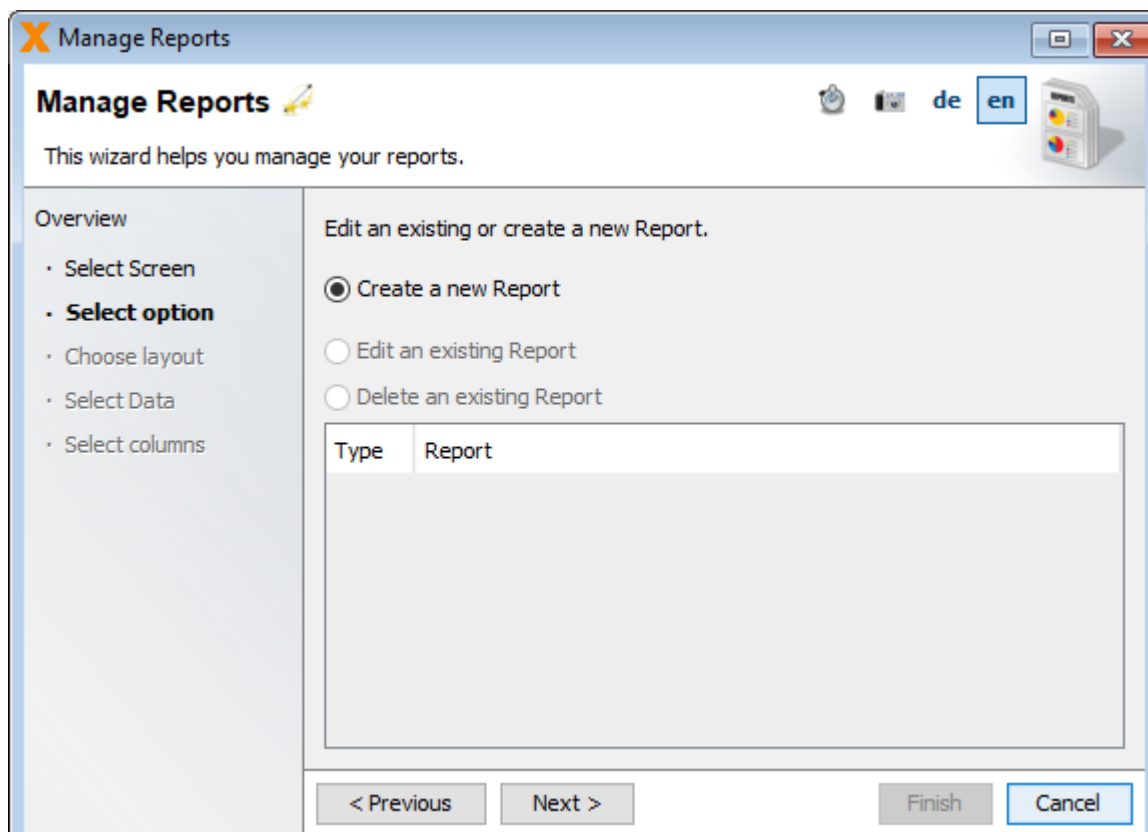 Manage Reports
Manage Reports
de en
This wizard helps you manage your reports.
Overview
· Select Screen
· Select option
· Choose layout
· Select Data
· Select columns
Edit an existing or create a new Report.
Create a new Report
Edit an existing Report
Delete an existing Report
Type Report
< Previous Next > Finish Cancel